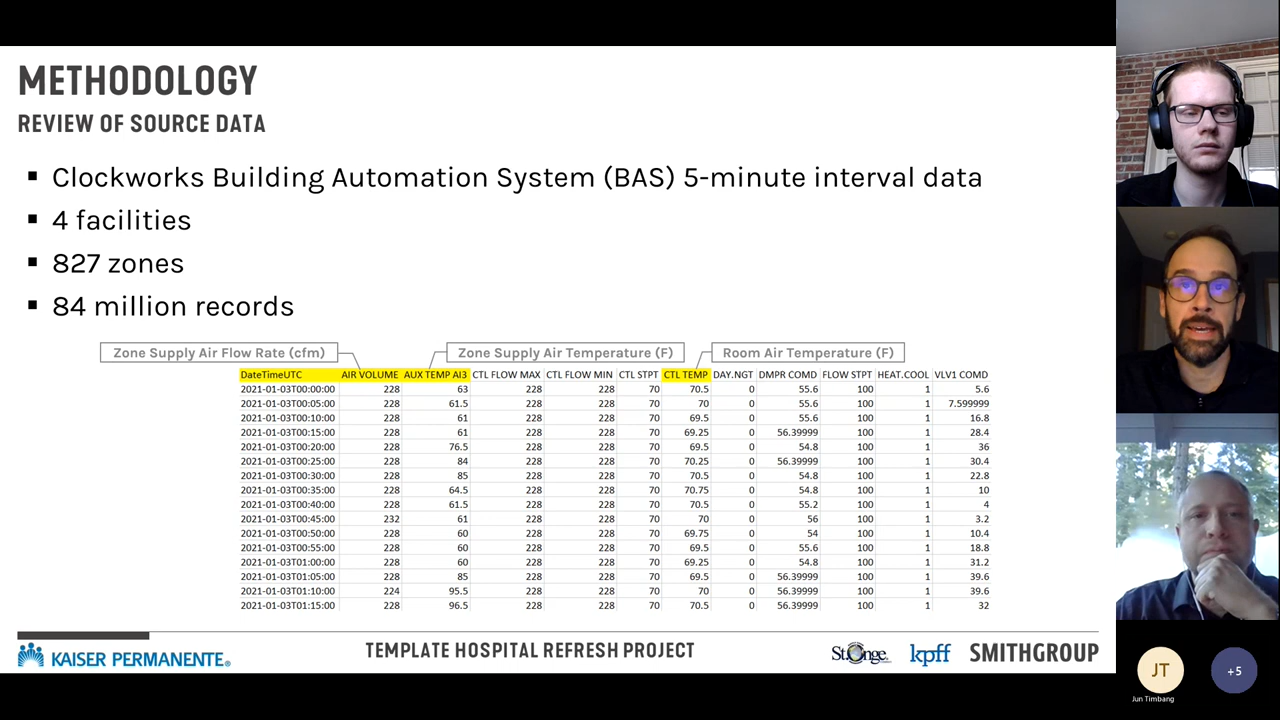 METHODOLOGY
REVIEW OF SOURCE DATA
▪ Clockworks Building Automation System (BAS) 5-minute interval data
▪ 4 facilities
▪ 827 zones
▪ 84 million records
Zone Supply Air Flow Rate (cfm) Zone Supply Air Temperature (F) Room Air Temperature (F)
DateTimeUTC AIR VOLUME AUX TEMP AI3 CTL FLOW MAX CTL FLOW MIN CTL STPT CTL TEMP DAY.NGT DMPR COMD FLOW STPT HEAT.COOL VLV1 COMD
2021-01-03T00:00:00 228 63 228 228 70 70.5 0 55.6 100 1 5.6
2021-01-03T00:05:00 228 61.5 228 228 70 70 0 55.6 100 1 7.599999
2021-01-03T00:10:00 228 61 228 228 70 69.5 0 55.6 100 1 16.8
2021-01-03T00:15:00 228 61 228 228 70 69.25 0 56.39999 100 1 28.4
2021-01-03T00:20:00 228 76.5 228 228 70 69.5 0 54.8 100 1 36
2021-01-03T00:25:00 228 84 228 228 70 70.25 0 56.39999 100 1 30.4
2021-01-03T00:30:00 228 85 228 228 70 70.5 0 54.8 100 1 22.8
2021-01-03T00:35:00 228 64.5 228 228 70 70.75 0 54.8 100 1 10
2021-01-03T00:40:00 228 61.5 228 228 70 70.5 0 55.2 100 1 4
2021-01-03T00:45:00 232 61 228 228 70 70 0 56 100 1 3.2
2021-01-03T00:50:00 228 60 228 228 70 69.75 0 54 100 1 10.4
2021-01-03T00:55:00 228 60 228 228 70 69.5 0 55.6 100 1 18.8
2021-01-03T01:00:00 228 60 228 228 70 69.25 0 54.8 100 1 31.2
2021-01-03T01:05:00 228 85 228 228 70 69.5 0 56.39999 100 1 39.6
2021-01-03T01:10:00 224 95.5 228 228 70 70 0 56.39999 100 1 39.6
2021-01-03T01:15:00 228 96.5 228 228 70 70.5 0 56.39999 100 1 32
KAISER PERMANENTE® TEMPLATE HOSPITAL REFRESH PROJECT St.Onge. kpff SMITHGROUP
JT +5
Jun Timbang